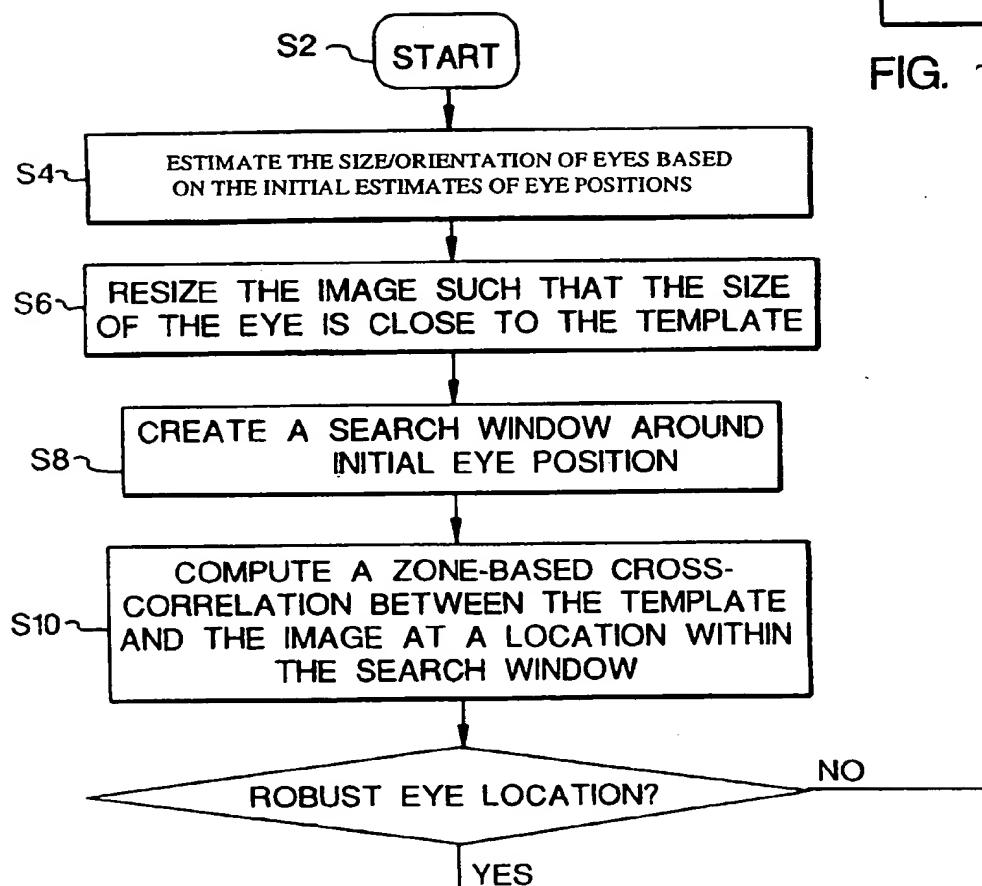 S2
START
FIG.
S4
ESTIMATE THE SIZE/ORIENTATION OF EYES BASED
ON THE INITIAL ESTIMATES OF EYE POSITIONS
S6
RESIZE THE IMAGE SUCH THAT THE SIZE
OF THE EYE IS CLOSE TO THE TEMPLATE
S8
CREATE A SEARCH WINDOW AROUND
INITIAL EYE POSITION
S10
COMPUTE A ZONE-BASED CROSS-
CORRELATION BETWEEN THE TEMPLATE
AND THE IMAGE AT A LOCATION WITHIN
THE SEARCH WINDOW
ROBUST EYE LOCATION?
NO
YES